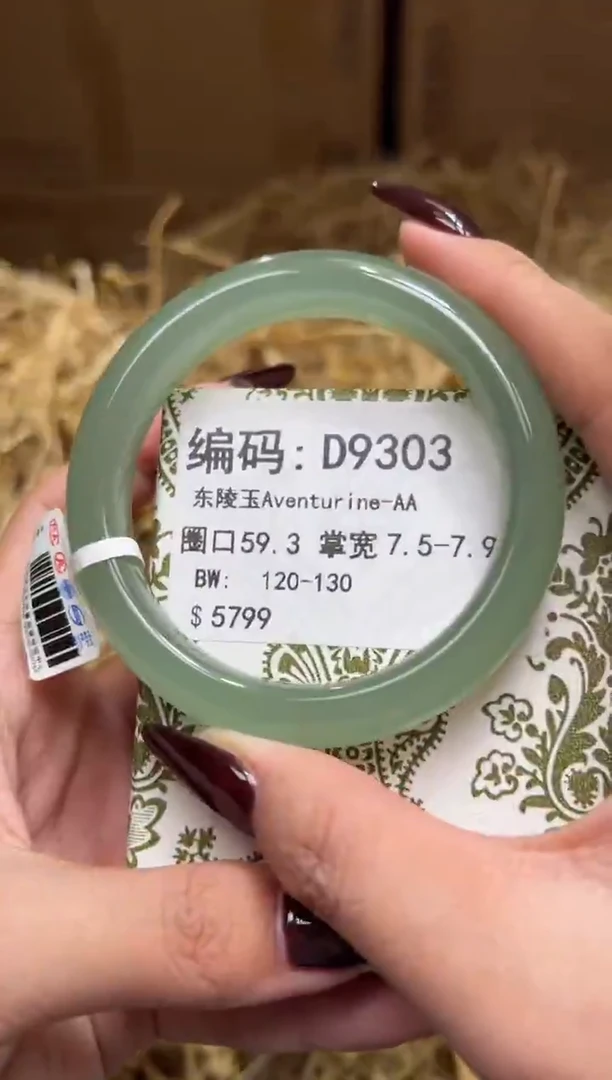 编码: D9303
东陵玉Aventurine-AA
圈口59.3 掌宽 7.5-7.9
BW: 120-130
$ 5799